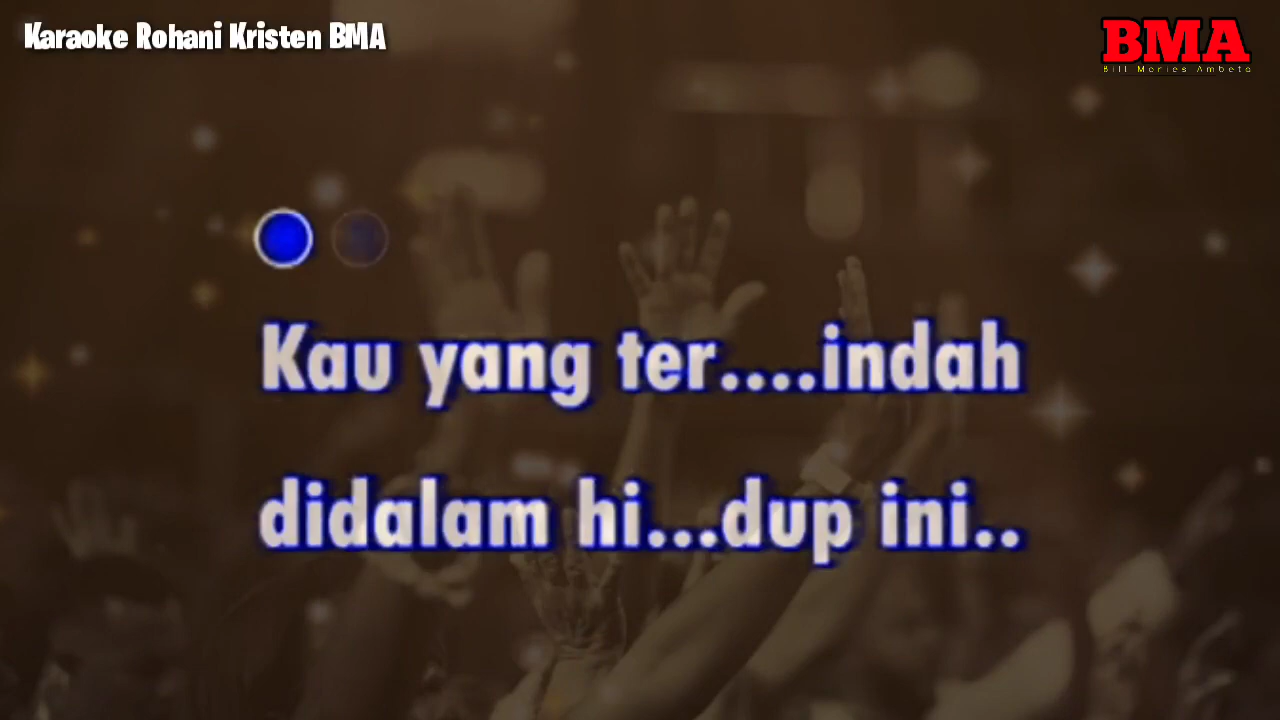 Karaoke Rohani Kristen BMA
BMA
Bill Mories Ambeta
Kau yang ter....indah
didalam hi...dup ini..